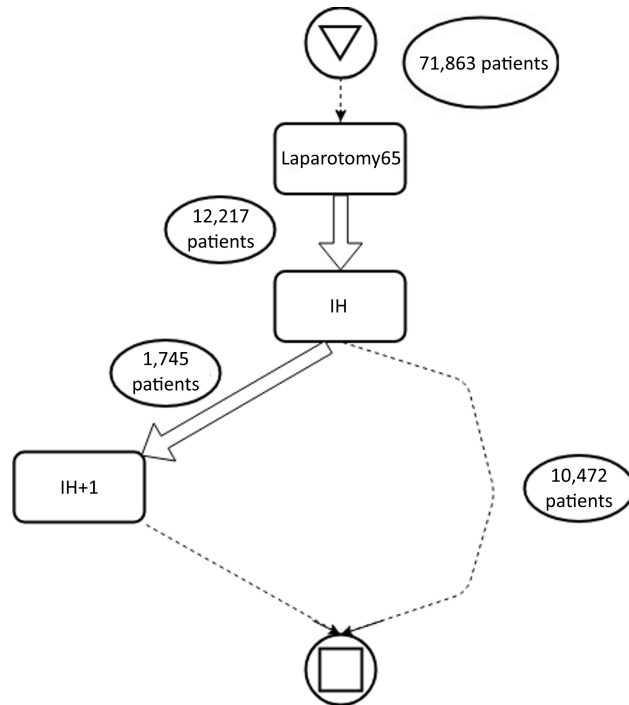 71,863 patients
Laparotomy65
12,217
patients
IH
1,745
patients
IH+1
10,472
patients